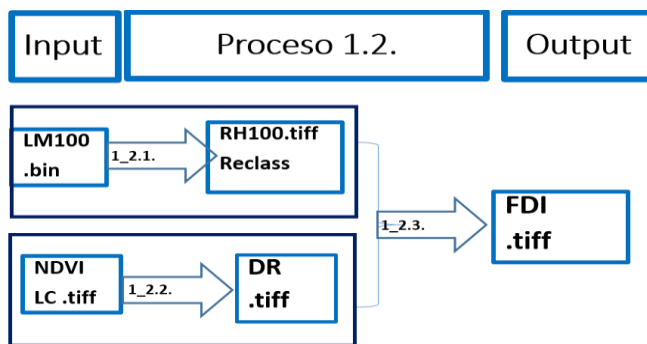 Input
Proceso 1.2.
Output
LM100
.bin
1_2.1.
RH100.tiff
Reclass
1_2.3.
FDI
.tiff
NDVI
LC .tiff
1_2.2.
DR
.tiff